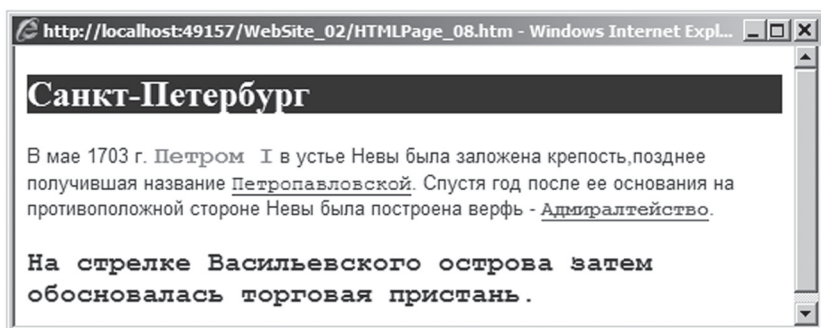 http://localhost:49157/WebSite_02/HTMLPage_08.htm - Windows Internet Expl...
Санкт-Петербург
В мае 1703 г. Петром I в устье Невы была заложена крепость,позднее
получившая название Петропавловской. Спустя год после ее основания на
противоположной стороне Невы была построена верфь - Адмиралтейство.
На стрелке Васильевского острова затем
обосновалась торговая пристань.